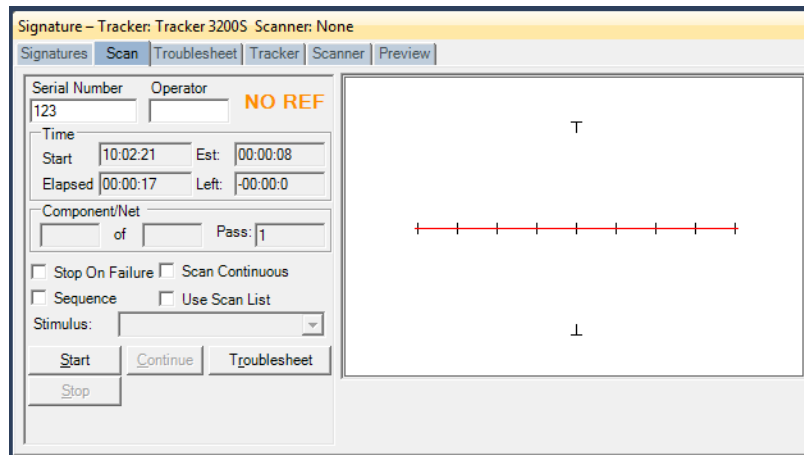 Signature – Tracker: Tracker 3200S Scanner: None
Signatures Scan Troublesheet Tracker Scanner Preview
Serial Number Operator
123 NO REF
Time
Start 10:02:21 Est: 00:00:08
Elapsed 00:00:17 Left: -00:00:0
Component/Net
of Pass: 1
Stop On Failure Scan Continuous
Sequence Use Scan List
Stimulus:
Start Continue Troublesheet
Stop